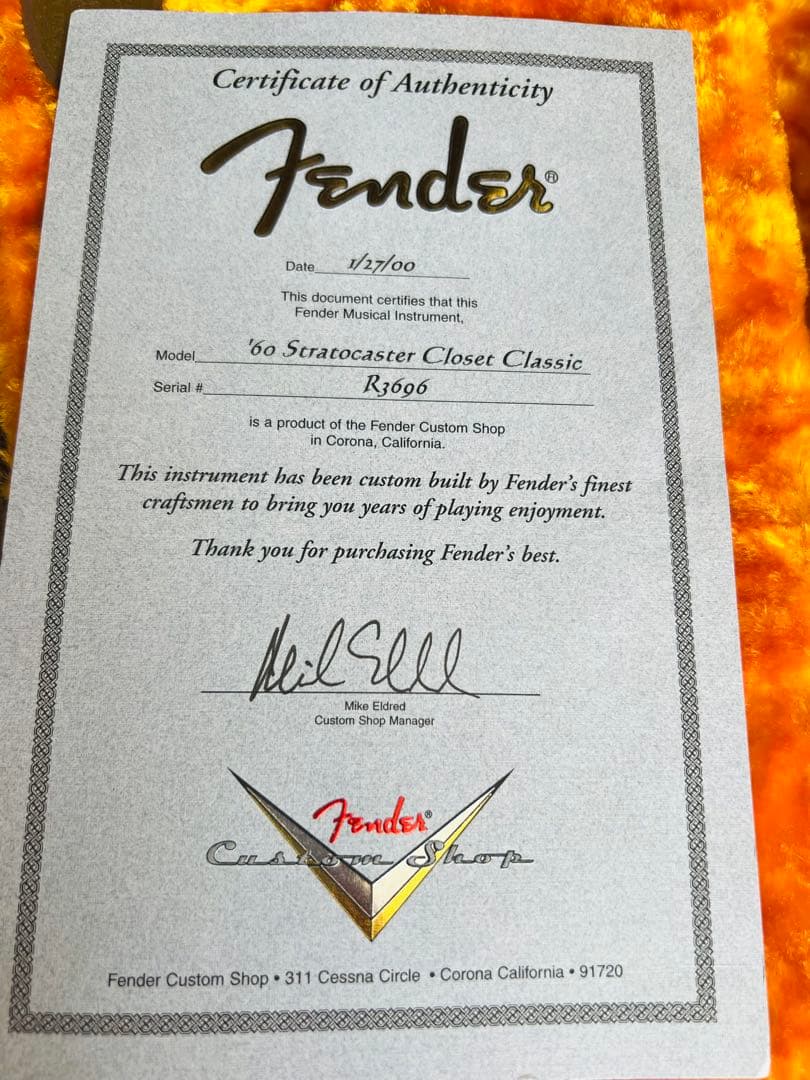 Certificate of Authenticity
Fender®
Date 1/27/00
This document certifies that this
Fender Musical Instrument,
Model '60 Stratocaster Closet Classic
Serial # R3696
is a product of the Fender Custom Shop
in Corona, California.
This instrument has been custom built by Fender's finest
craftsmen to bring you years of playing enjoyment.
Thank you for purchasing Fender's best.
Mike Eldred
Custom Shop Manager
Fender®
Custom Shop
Fender Custom Shop • 311 Cessna Circle • Corona California • 91720